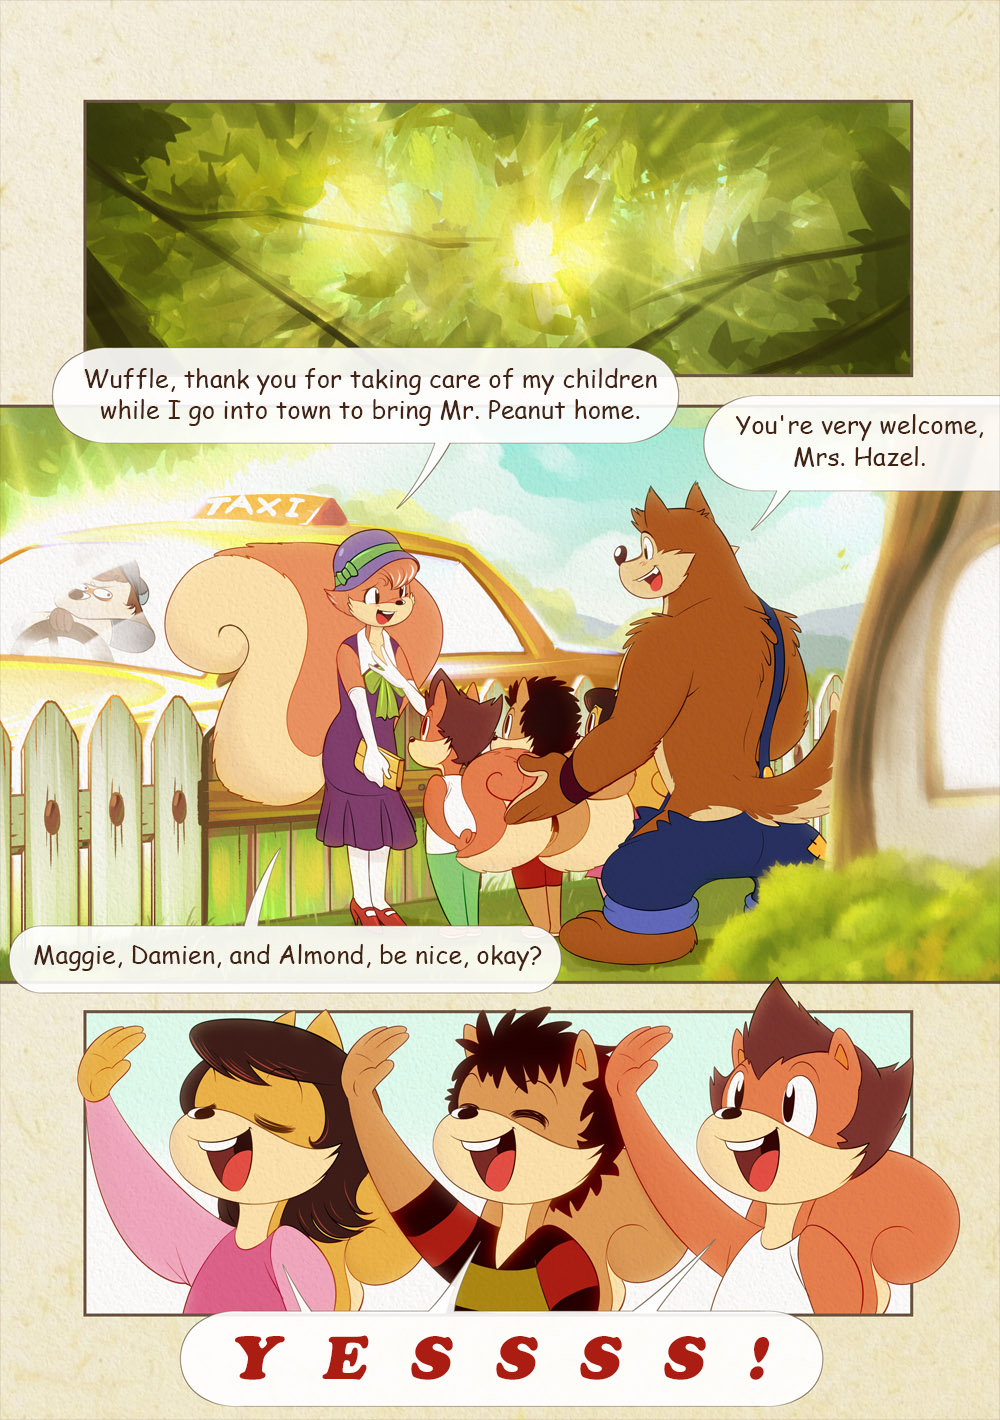 Wuffle, thank you for taking care of my children
while I go into town to bring Mr. Peanut home.
You're very welcome,
Mrs. Hazel.
TAXI
Maggie, Damien, and Almond, be nice, okay?
YESSSS!